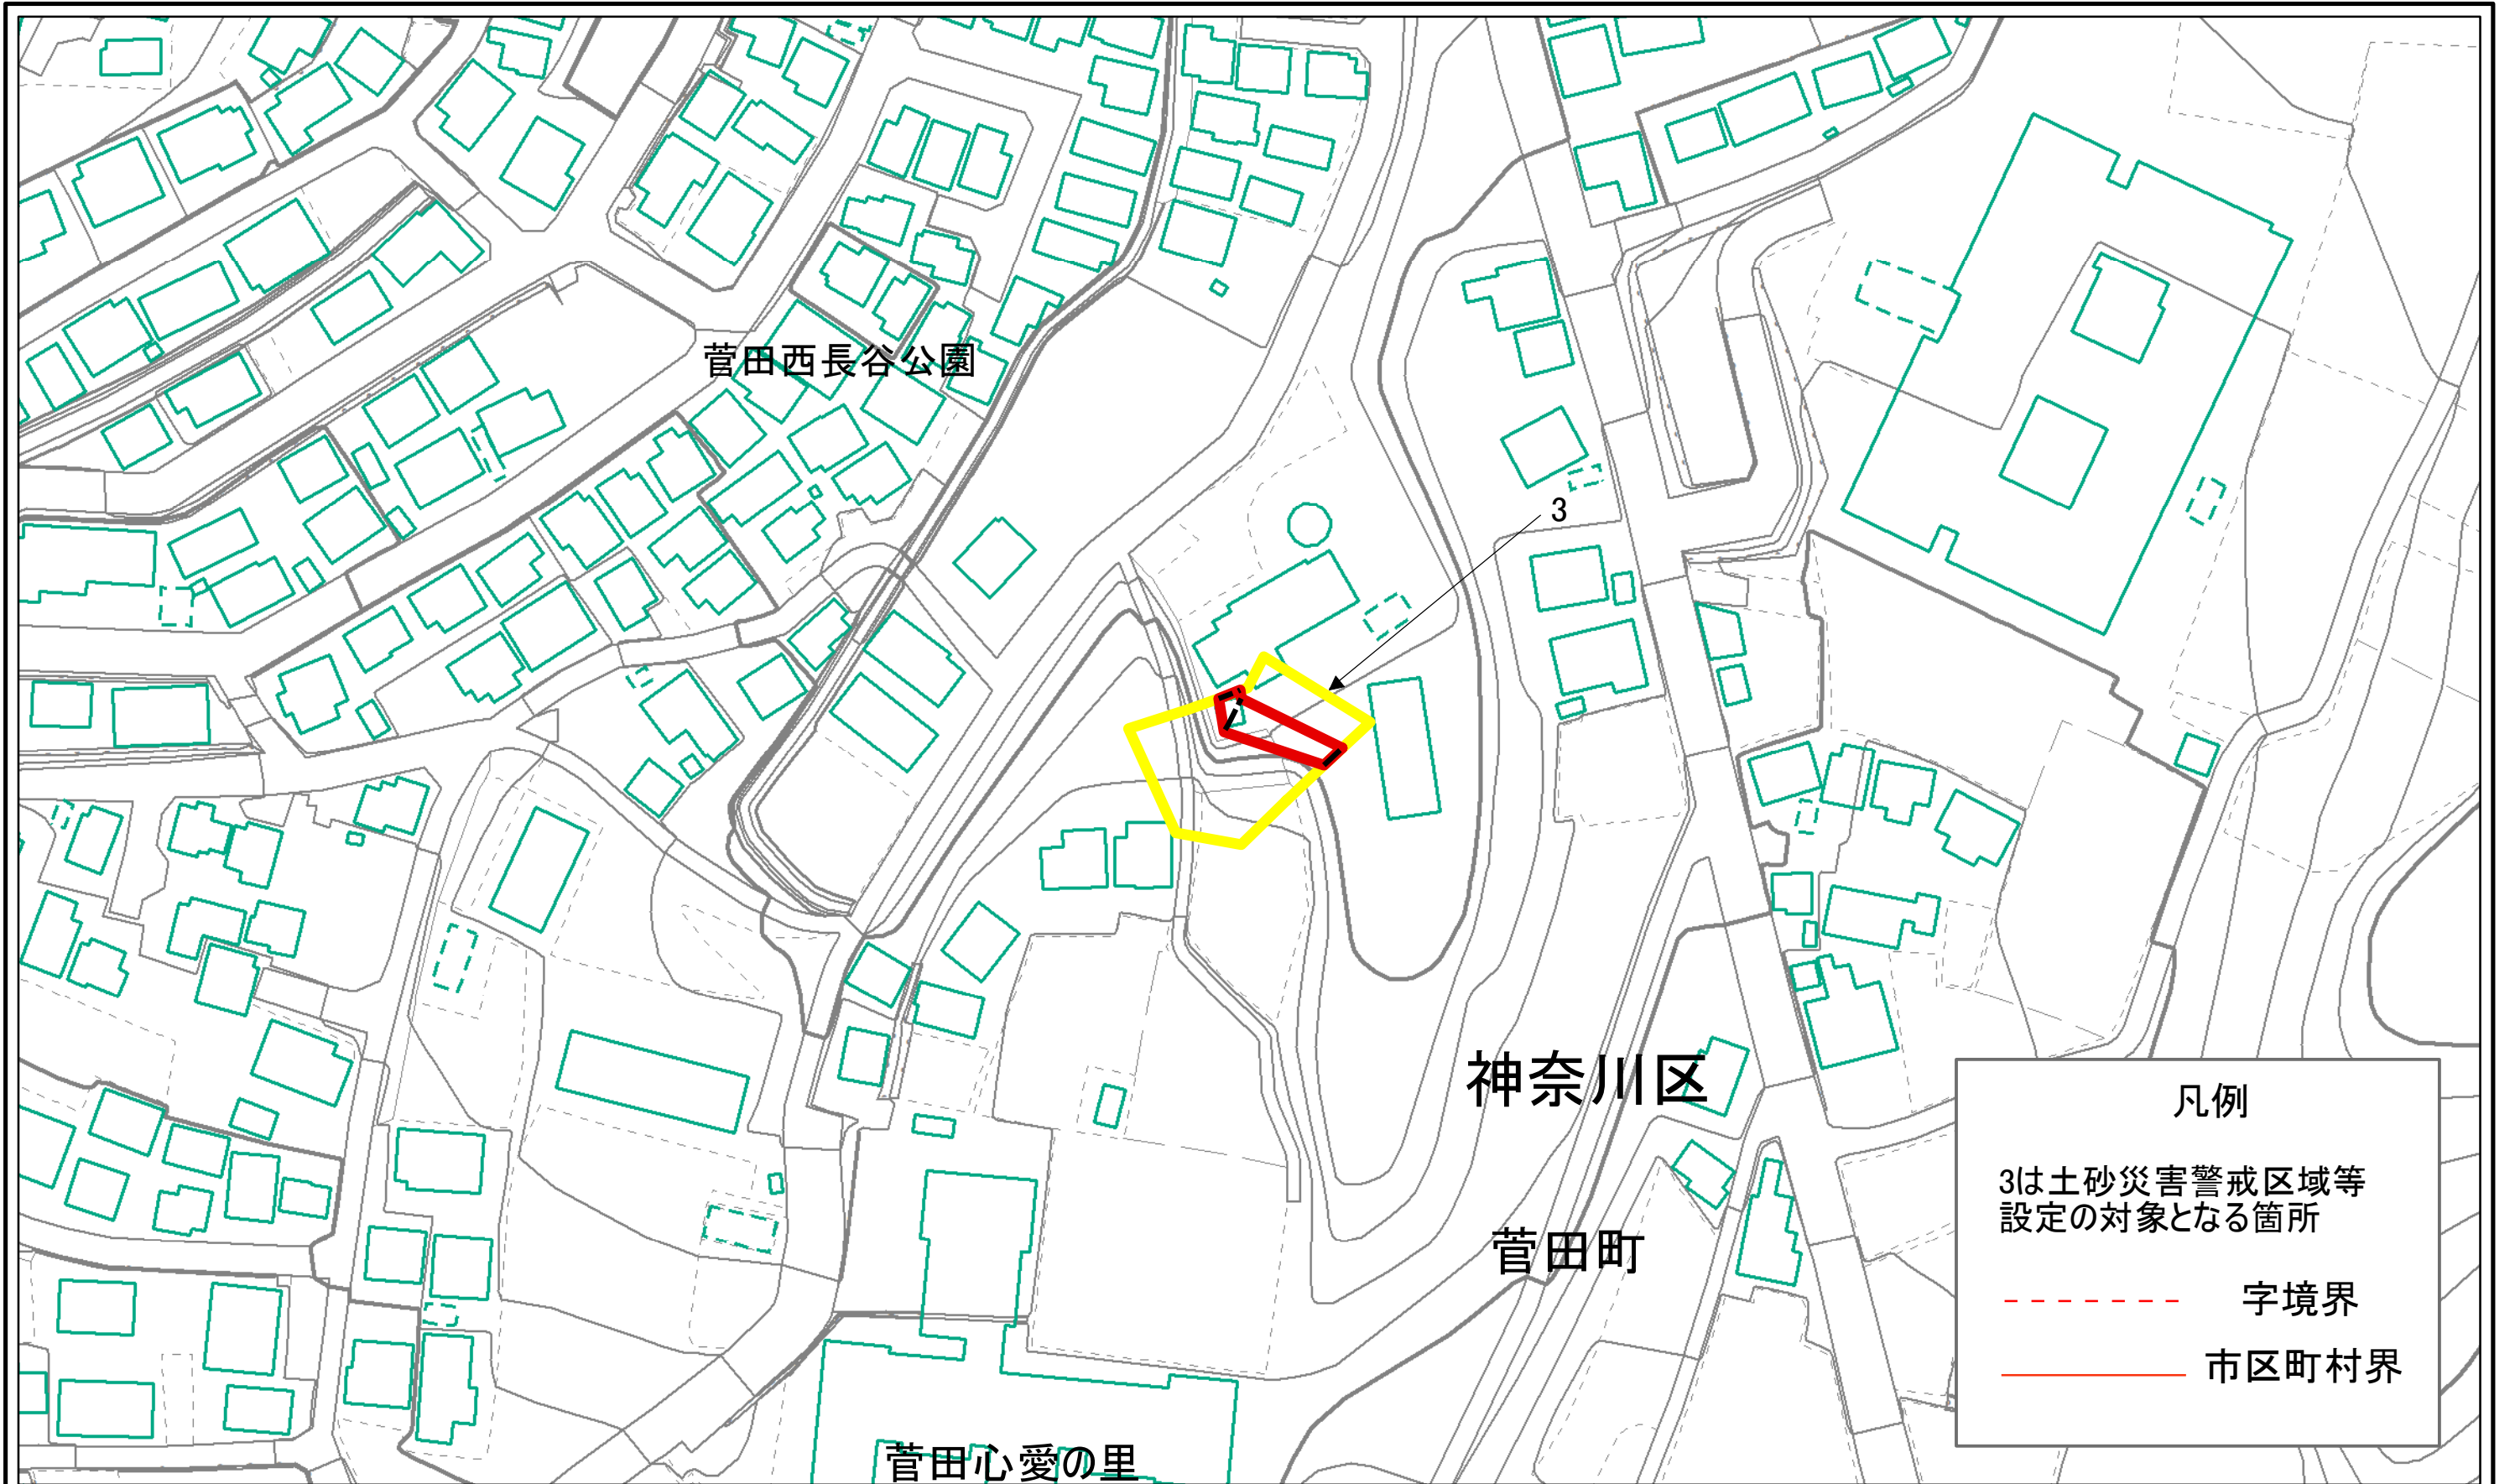 菅田西長谷公園
3
神奈川区
菅田町
菅田心愛の里
凡例
3は土砂災害警戒区域等
設定の対象となる箇所
字境界
市区町村界